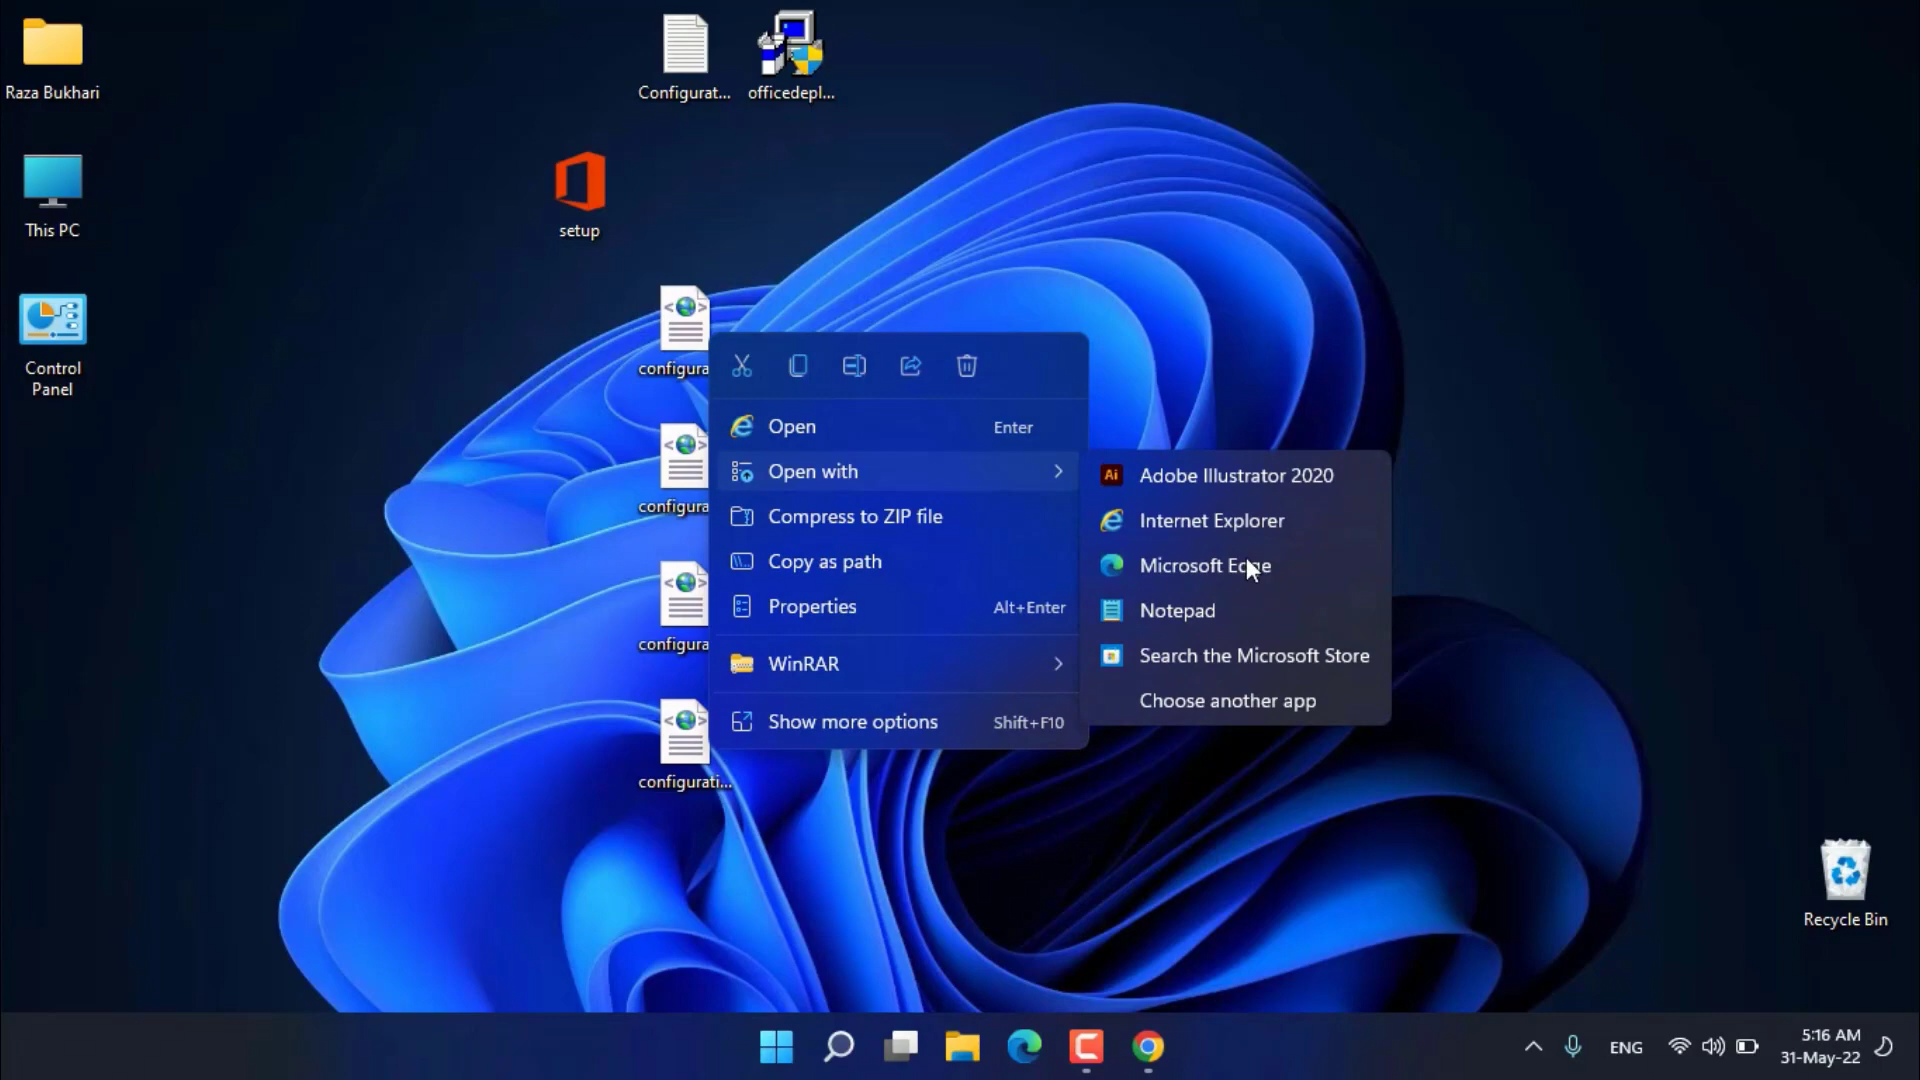 Raza Bukhari
Configurat...
officedepl...
This PC
setup
Control
Panel
configura
Open Enter
Open with
Compress to ZIP file
Copy as path
Properties Alt+Enter
WinRAR
Show more options Shift+F10
Ai Adobe Illustrator 2020
Internet Explorer
Microsoft Edge
Notepad
Search the Microsoft Store
Choose another app
configura
configura
configurati...
Recycle Bin
ENG
5:16 AM
31-May-22